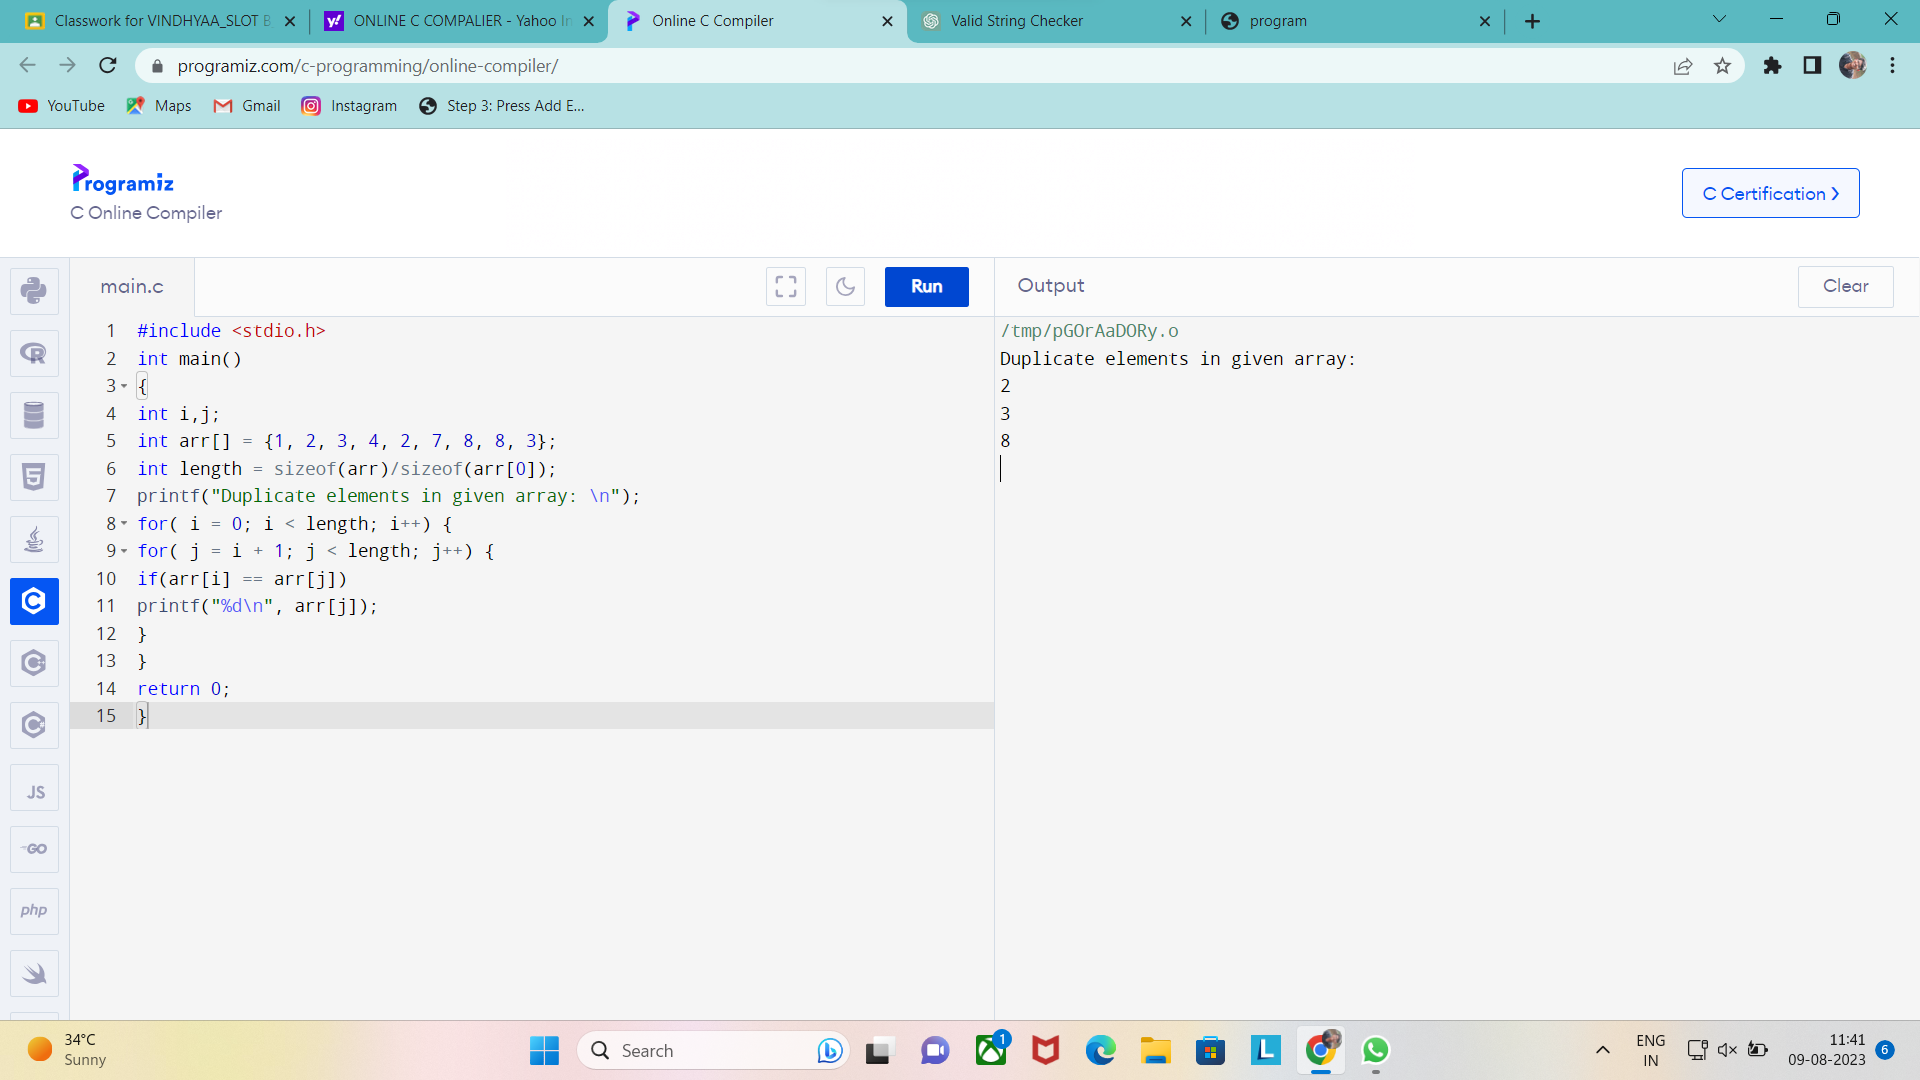 Classwork for VINDHYAA_SLOT B
ONLINE C COMPALIER - Yahoo In
Online C Compiler
Valid String Checker
program
programiz.com/c-programming/online-compiler/
YouTube
Maps
Gmail
Instagram
Step 3: Press Add E...
Programiz
C Online Compiler
C Certification ❯
main.c
Run
Output
Clear
1 #include <stdio.h>
2 int main()
3 {
4 int i,j;
5 int arr[] = {1, 2, 3, 4, 2, 7, 8, 8, 3};
6 int length = sizeof(arr)/sizeof(arr[0]);
7 printf("Duplicate elements in given array: \n");
8 for( i = 0; i < length; i++) {
9 for( j = i + 1; j < length; j++) {
10 if(arr[i] == arr[j])
11 printf("%d\n", arr[j]);
12 }
13 }
14 return 0;
15 }
/tmp/pGOrAaDORy.o
Duplicate elements in given array:
2
3
8
JS
GO
php
34°C
Sunny
Search
1
L
ENG
IN
11:41
09-08-2023
6